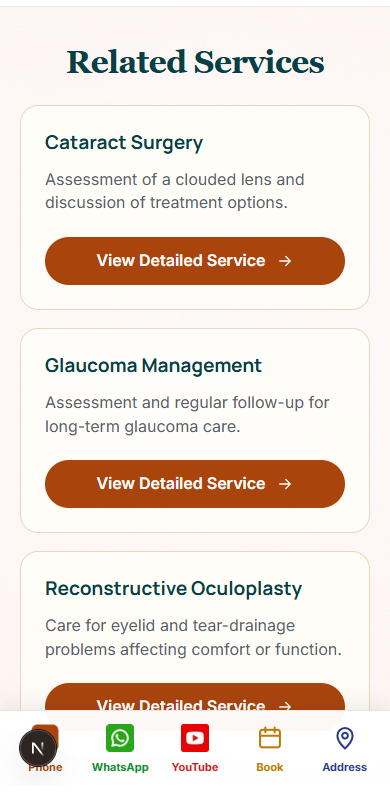 Related Services
Cataract Surgery
Assessment of a clouded lens and
discussion of treatment options.
View Detailed Service →
Glaucoma Management
Assessment and regular follow-up for
long-term glaucoma care.
View Detailed Service →
Reconstructive Oculoplasty
Care for eyelid and tear-drainage
problems affecting comfort or function.
View Detailed Service →
N
Phone
WhatsApp
YouTube
Book
Address